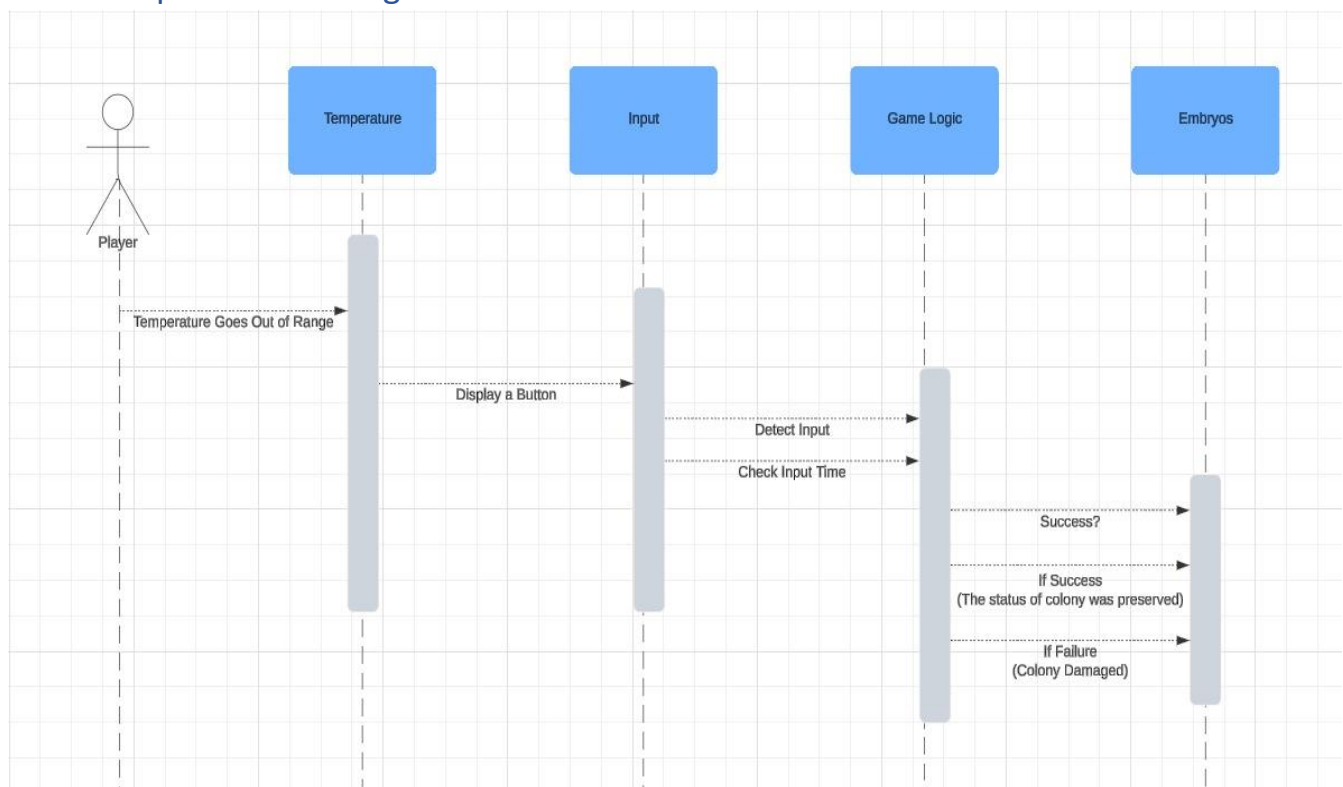 Temperature
Input
Game Logic
Embryos
Player
Temperature Goes Out of Range
Display a Button
Detect Input
Check Input Time
Success?
If Success
(The status of colony was preserved)
If Failure
(Colony Damaged)